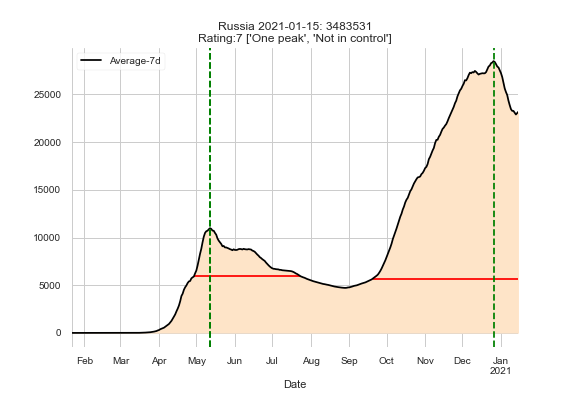 Russia 2021-01-15: 3483531
Rating:7 ['One peak', 'Not in control']
Average-7d
25000
20000
15000
10000
5000
0
Feb Mar Apr May Jun Jul Aug Sep Oct Nov Dec Jan
2021
Date